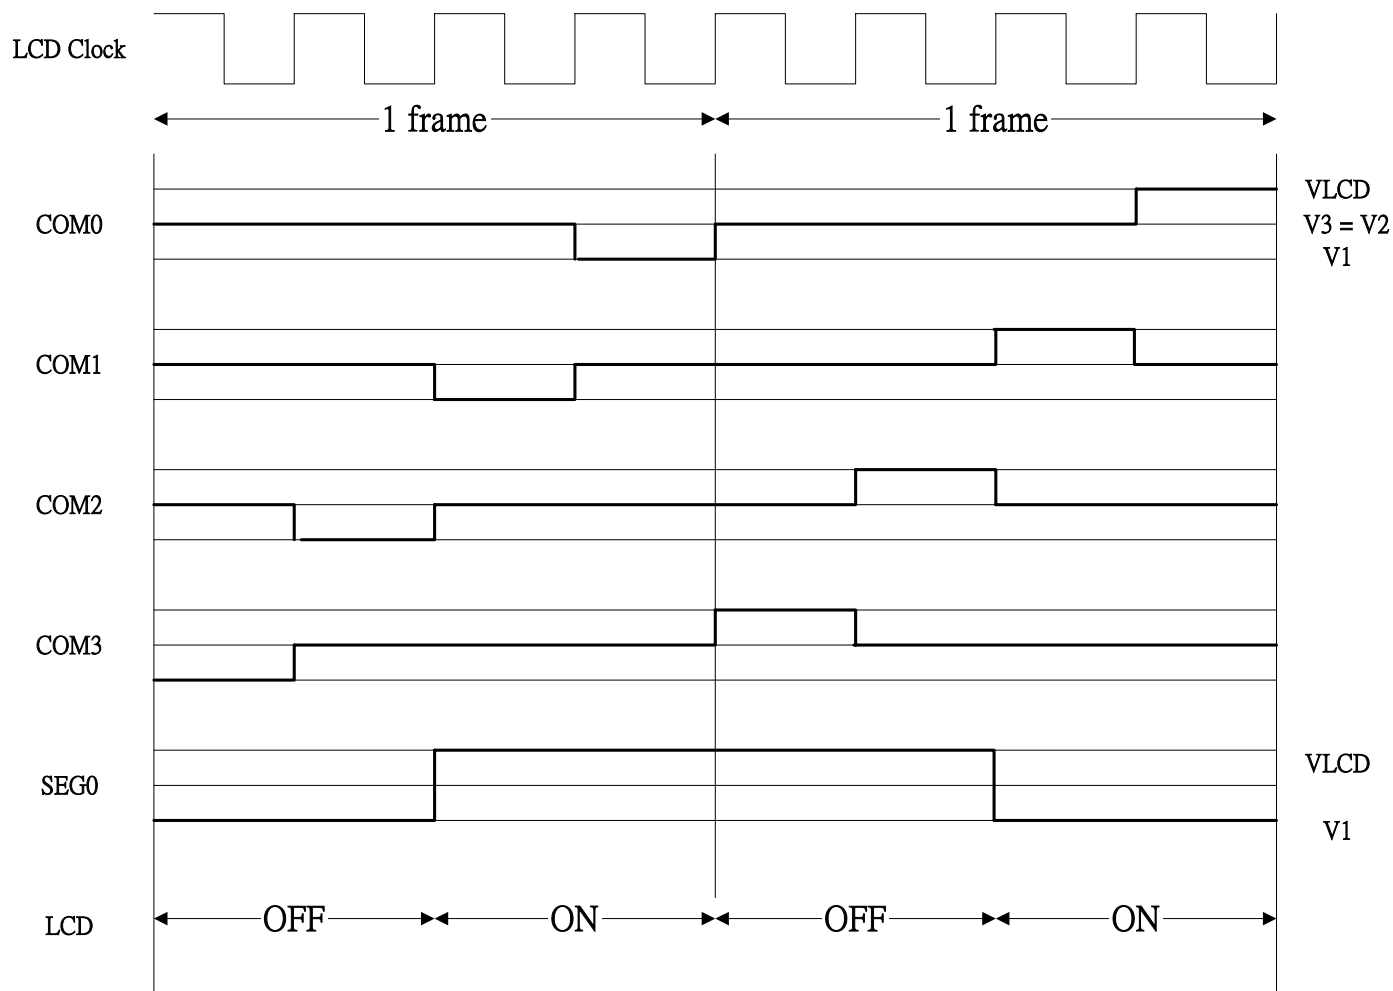 LCD Clock
1 frame
1 frame
VLCD
COM0
V3 = V2
V1
COM1
COM2
COM3
VLCD
SEG0
V1
LCD
OFF
ON
OFF
ON